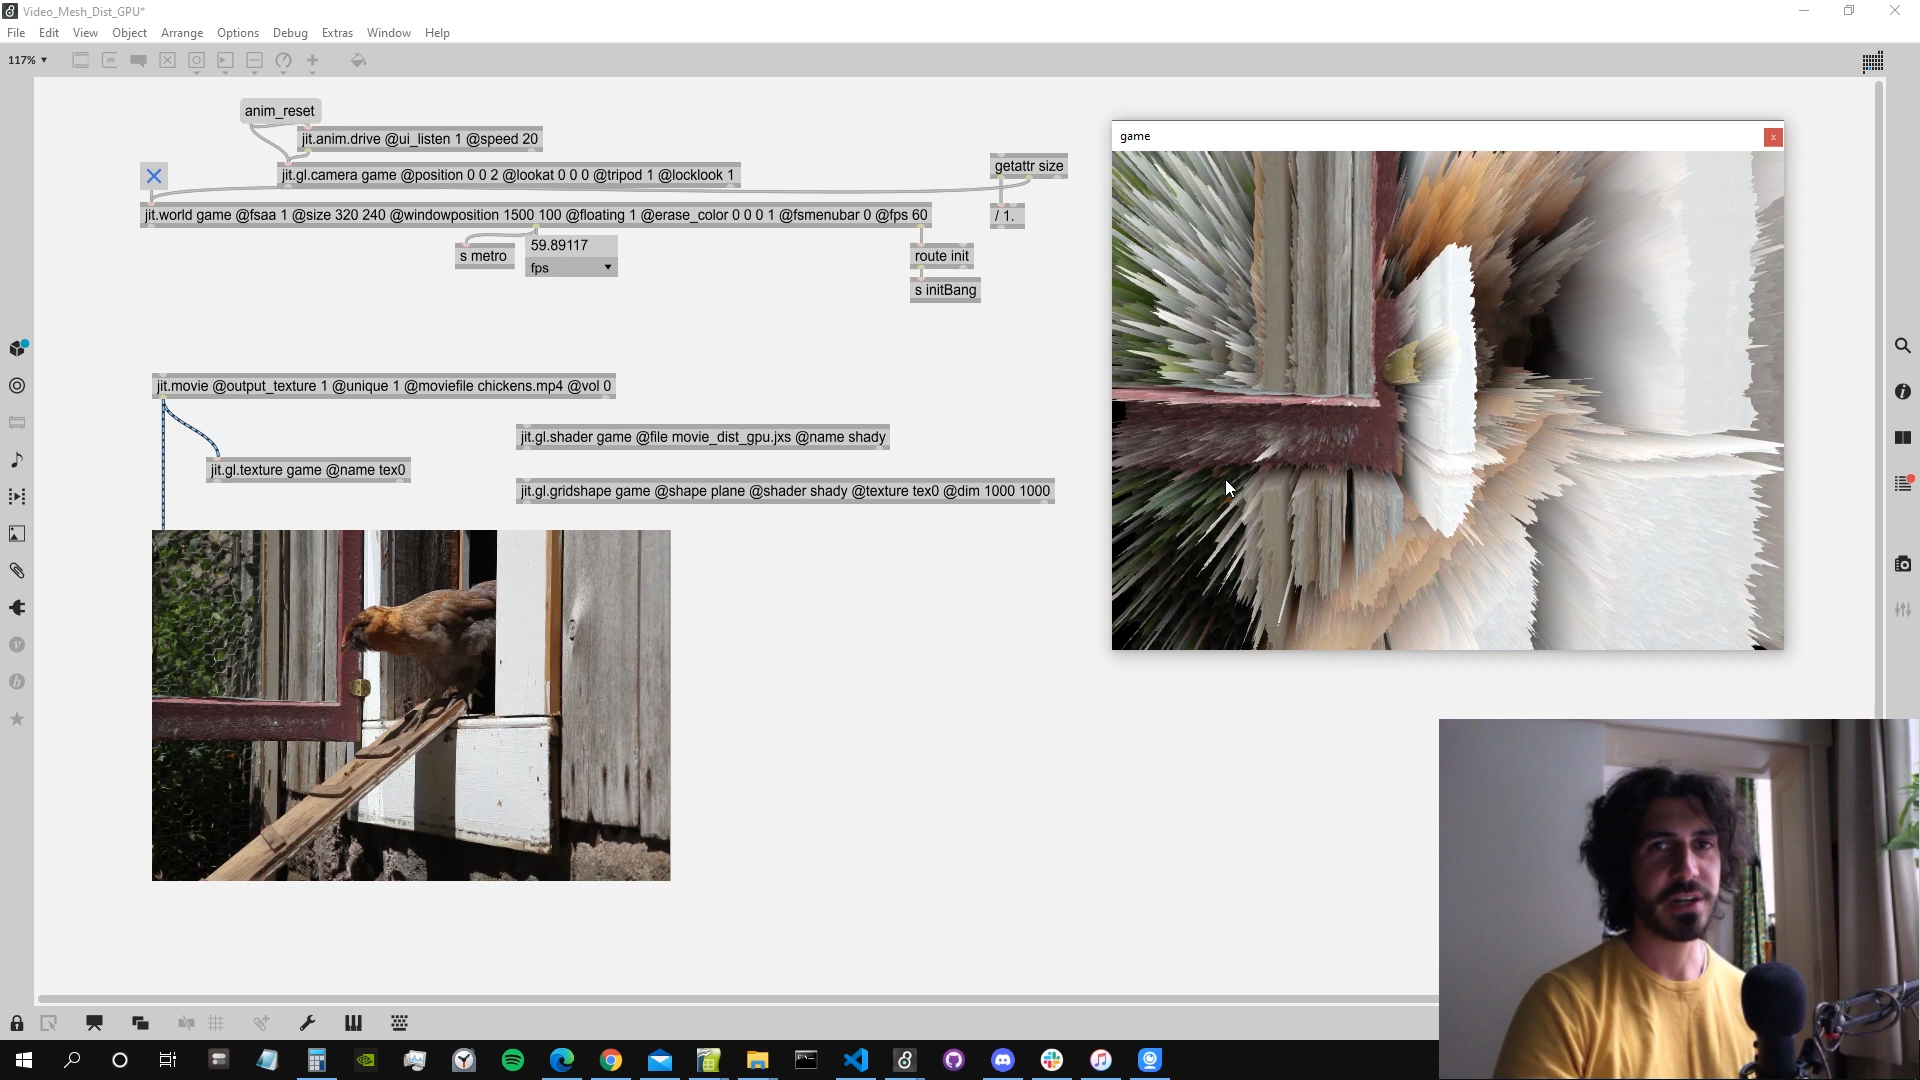 Video_Mesh_Dist_GPU*
File Edit View Object Arrange Options Debug Extras Window Help
117%
anim_reset
jit.anim.drive @ui_listen 1 @speed 20
jit.gl.camera game @position 0 0 2 @lookat 0 0 0 @tripod 1 @locklook 1
getattr size
jit.world game @fsaa 1 @size 320 240 @windowposition 1500 100 @floating 1 @erase_color 0 0 0 1 @fsmenubar 0 @fps 60
/ 1.
s metro
59.89117
fps
route init
s initBang
jit.movie @output_texture 1 @unique 1 @moviefile chickens.mp4 @vol 0
jit.gl.texture game @name tex0
jit.gl.shader game @file movie_dist_gpu.jxs @name shady
jit.gl.gridshape game @shape plane @shader shady @texture tex0 @dim 1000 1000
game